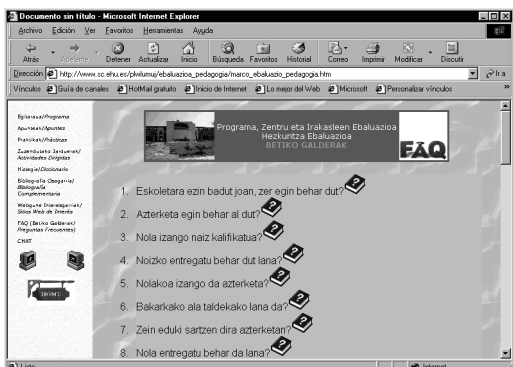 Documento sin título - Microsoft Internet Explorer
Archivo Edición Ver Favoritos Herramientas Ayuda
Atrás Adelante Detener Actualizar Inicio Búsqueda Favoritos Historial Correo Imprimir Modificar Discutir
Dirección http://www.sc.ehu.es/plwlumuj/ebaluazioa_pedagogia/marco_ebaluazio_pedagogia.htm Ir a
Vínculos Guía de canales HotMail gratuito Inicio de Internet Lo mejor del Web Microsoft Personalizar vínculos
Egitaraua/Programa
Apunteak/Apuntes
Praktikak/Prácticas
Zuzendutako Jarduerak/
Actividades Dirigidas
Hiztegia/Diccionario
Bibliografia Osogarria/
Bibliografía
Complementaria
Webgune Interesgarriak/
Sitios Web de Interés
FAQ (Betiko Galderak/
Preguntas Frecuentes)
CHAT
HOME
Programa, Zentru eta Irakasleen Ebaluazioa
Hezkuntza Ebaluazioa
BETIKO GALDERAK
FAQ
1. Eskoletara ezin badut joan, zer egin behar dut?
2. Azterketa egin behar al dut?
3. Nola izango naiz kalifikatua?
4. Noizko entregatu behar dut lana?
5. Nolakoa izango da azterketa?
6. Bakarkako ala taldekako lana da?
7. Zein eduki sartzen dira azterketan?
8. Nola entregatu behar da lana?
Listo Internet